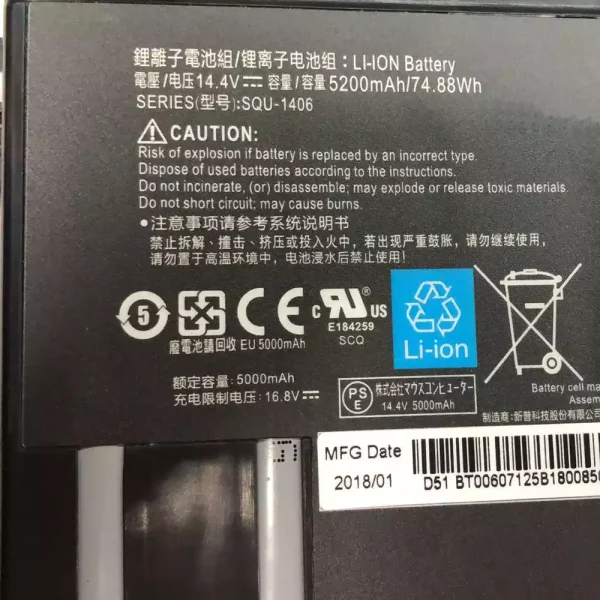 鋰離子電池組/锂离子电池组：LI-ION Battery
電壓/电压14.4V⎓ 容量/容量5200mAh/74.88Wh
SERIES(型号):SQU-1406
CAUTION:
Risk of explosion if battery is replaced by an incorrect type.
Dispose of used batteries according to the instructions.
Do not incinerate, (or) disassemble; may explode or release toxic materials.
Do not short circuit; may cause burns.
•注意事项请参考系统说明书
禁止拆解、撞击、挤压或投入火中，若出现严重鼓胀，请勿继续使用，
请勿置于高温环境中，电池浸水后禁止使用。
5
CE
c RU US
E184259
SCQ
廢電池請回收 EU 5000mAh
Li-ion
额定容量: 5000mAh
充电限制电压: 16.8V⎓
PSE
株式会社マウスコンピューター
14.4V 5000mAh
Battery cell ma
Assem
制造商:新普科技股份有限公
MFG Date
2018/01
D51 BT00607125B180085